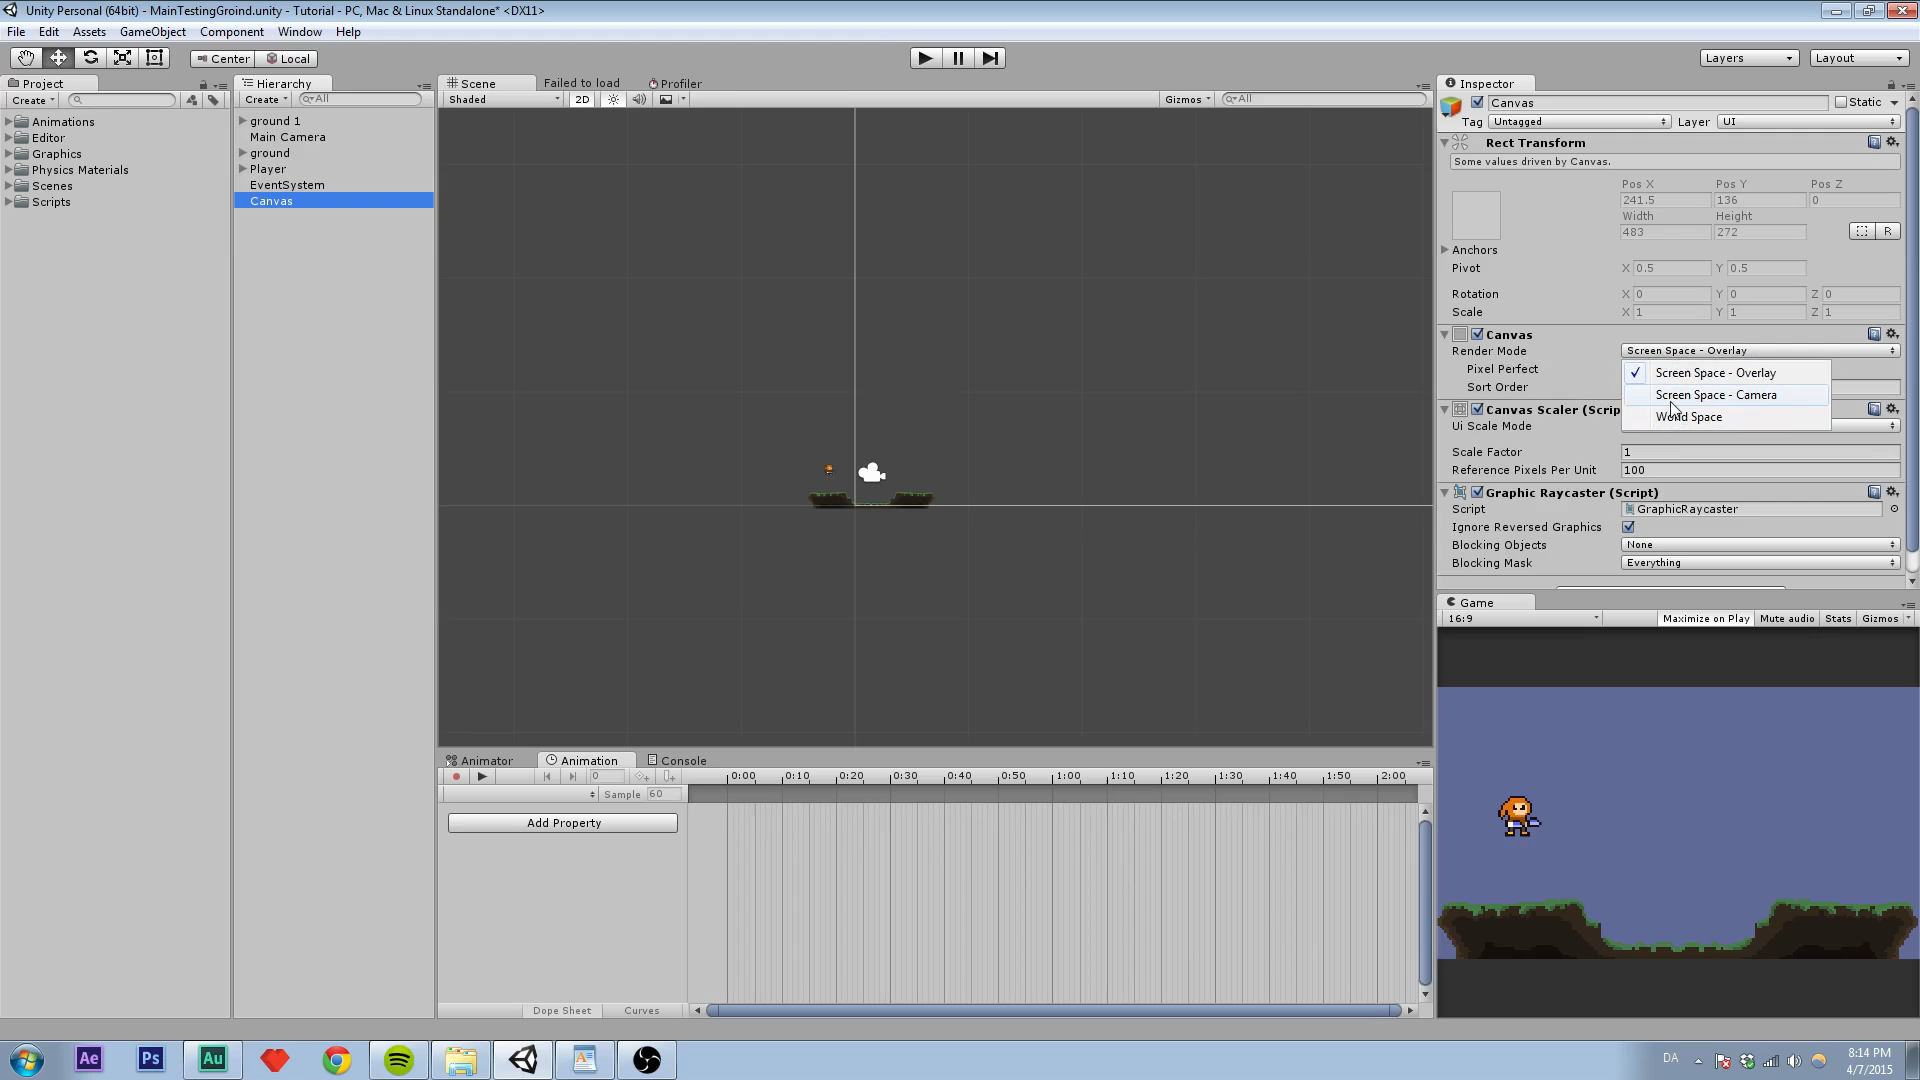 Unity Personal (64bit) - MainTestingGroind.unity - Tutorial - PC, Mac & Linux Standalone* <DX11>
File Edit Assets GameObject Component Window Help
Center Local Layers Layout
Project
Create
Animations
Editor
Graphics
Physics Materials
Scenes
Scripts
Hierarchy
Create All
ground 1
Main Camera
ground
Player
EventSystem
Canvas
Scene Failed to load Profiler
Shaded 2D Gizmos All
Inspector
Canvas Static
Tag Untagged Layer UI
Rect Transform
Some values driven by Canvas.
Pos X Pos Y Pos Z
241.5 136 0
Width Height
483 272 R
Anchors
Pivot X 0.5 Y 0.5
Rotation X 0 Y 0 Z 0
Scale X 1 Y 1 Z 1
Canvas
Render Mode Screen Space - Overlay
Pixel Perfect
Sort Order
Screen Space - Overlay
Screen Space - Camera
World Space
Canvas Scaler (Scrip
Ui Scale Mode
Scale Factor 1
Reference Pixels Per Unit 100
Graphic Raycaster (Script)
Script GraphicRaycaster
Ignore Reversed Graphics
Blocking Objects None
Blocking Mask Everything
Game
16:9 Maximize on Play Mute audio Stats Gizmos
Animator Animation Console
0 0:00 0:10 0:20 0:30 0:40 0:50 1:00 1:10 1:20 1:30 1:40 1:50 2:00
Sample 60
Add Property
Dope Sheet Curves
Ae Ps Au
DA 8:14 PM
4/7/2015